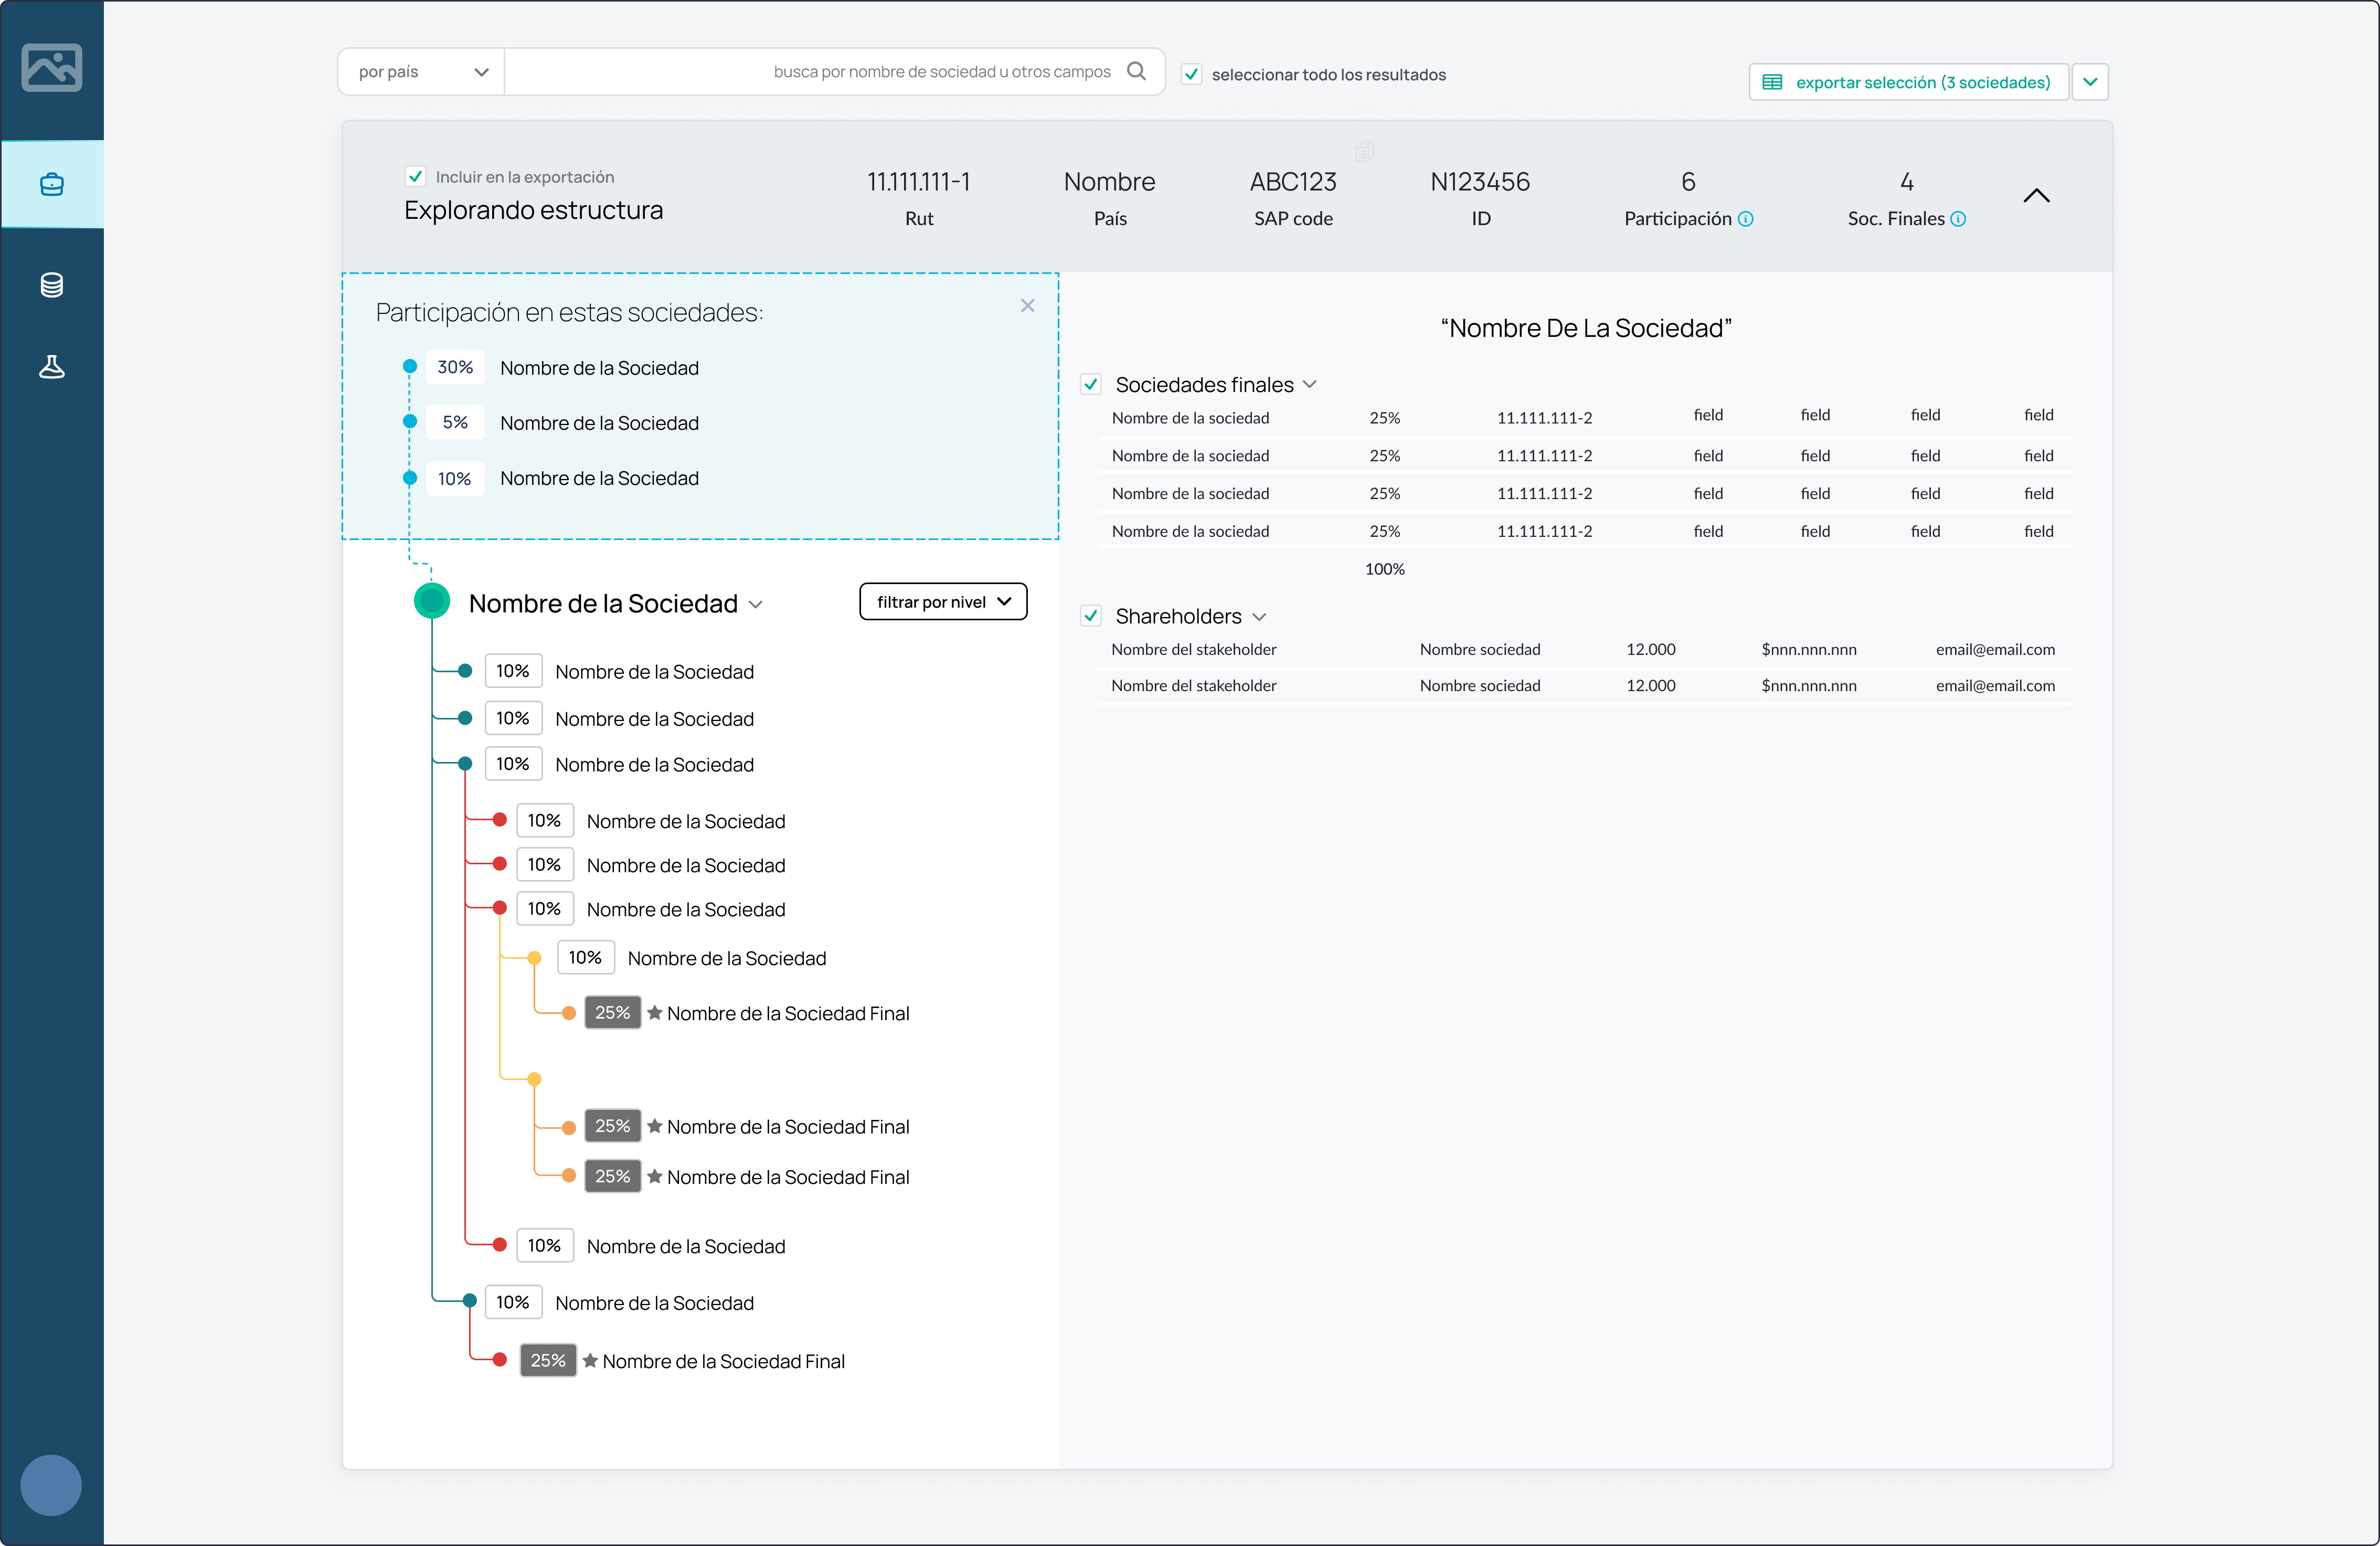 por país
busca por nombre de sociedad u otros campos
seleccionar todo los resultados
exportar selección (3 sociedades)
Incluir en la exportación
Explorando estructura
11.111.111-1
Rut
Nombre
País
ABC123
SAP code
N123456
ID
6
Participación
4
Soc. Finales
Participación en estas sociedades:
30% Nombre de la Sociedad
5% Nombre de la Sociedad
10% Nombre de la Sociedad
Nombre de la Sociedad
filtrar por nivel
10% Nombre de la Sociedad
10% Nombre de la Sociedad
10% Nombre de la Sociedad
10% Nombre de la Sociedad
10% Nombre de la Sociedad
10% Nombre de la Sociedad
10% Nombre de la Sociedad
25% ★ Nombre de la Sociedad Final
25% ★ Nombre de la Sociedad Final
25% ★ Nombre de la Sociedad Final
10% Nombre de la Sociedad
10% Nombre de la Sociedad
25% ★ Nombre de la Sociedad Final
“Nombre De La Sociedad”
Sociedades finales
Nombre de la sociedad 25% 11.111.111-2 field field field field
Nombre de la sociedad 25% 11.111.111-2 field field field field
Nombre de la sociedad 25% 11.111.111-2 field field field field
Nombre de la sociedad 25% 11.111.111-2 field field field field
100%
Shareholders
Nombre del stakeholder Nombre sociedad 12.000 $nnn.nnn.nnn email@email.com
Nombre del stakeholder Nombre sociedad 12.000 $nnn.nnn.nnn email@email.com